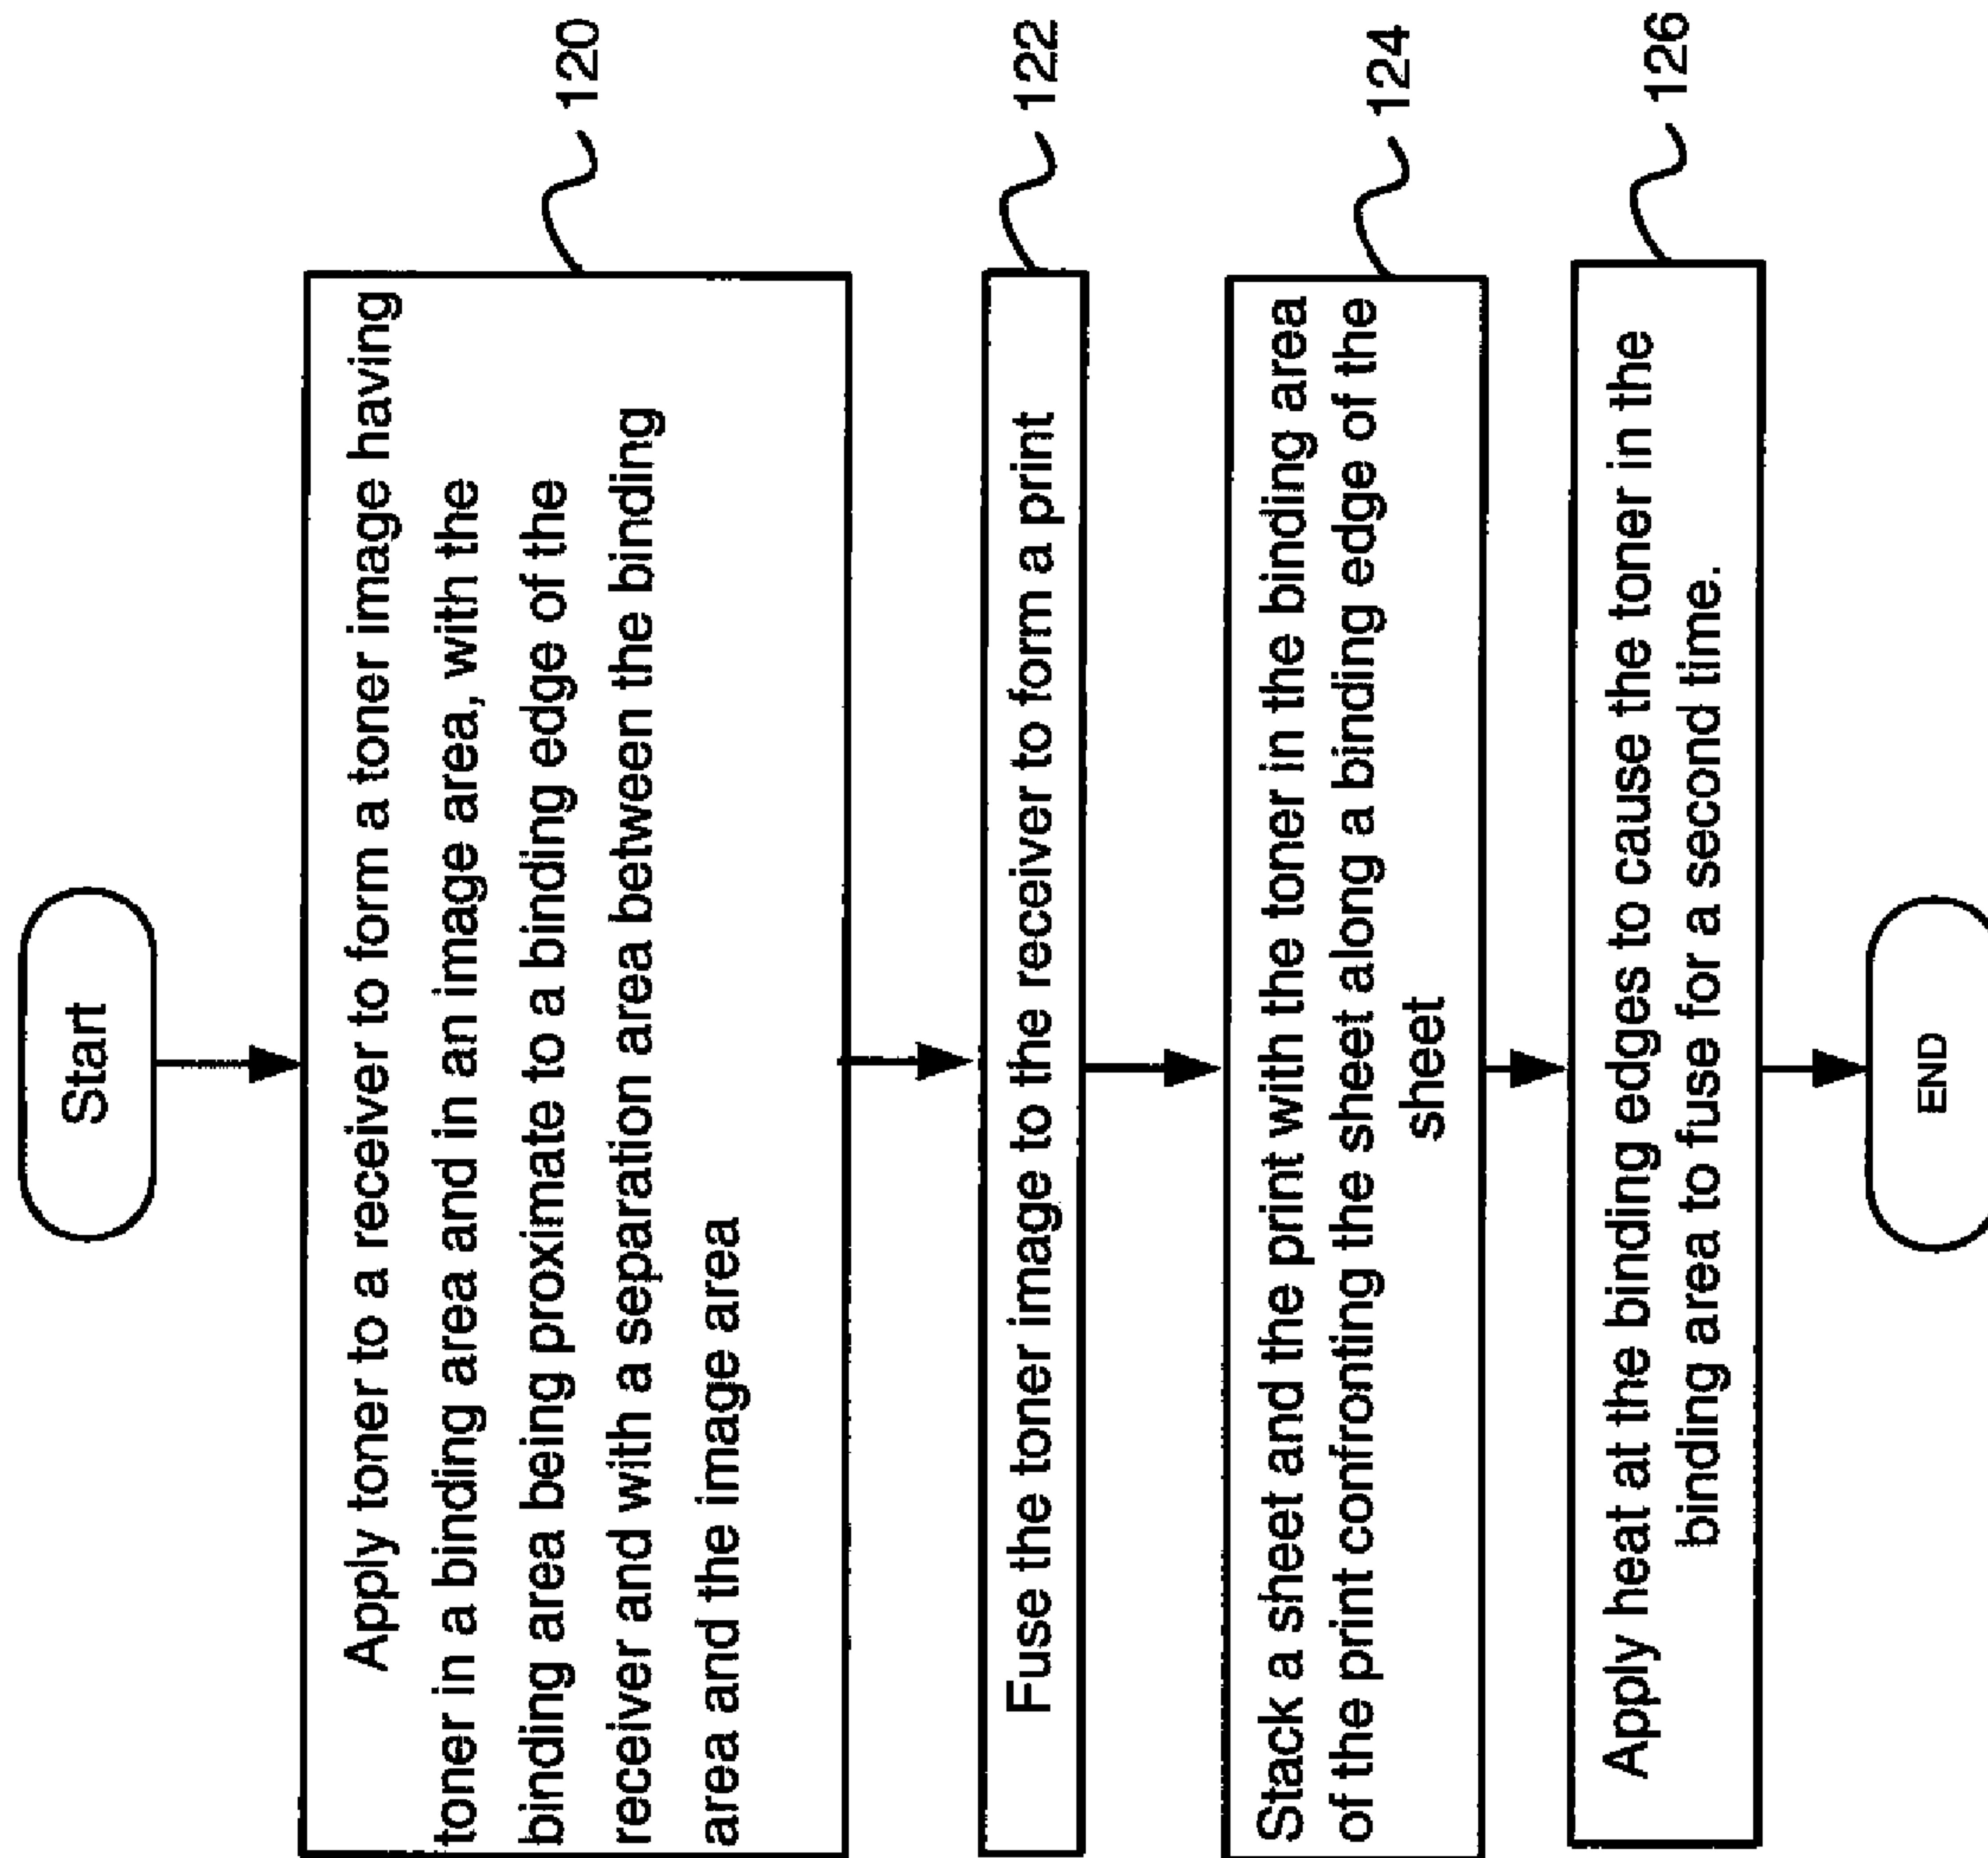 Start
Apply toner to a receiver to form a toner image having
toner in a binding area and in an image area, with the
binding area being proximate to a binding edge of the
receiver and with a separation area between the binding
area and the image area
120
Fuse the toner image to the receiver to form a print
122
Stack a sheet and the print with the toner in the binding area
of the print confronting the sheet along a binding edge of the
sheet
124
Apply heat at the binding edges to cause the toner in the
binding area to fuse for a second time.
126
END